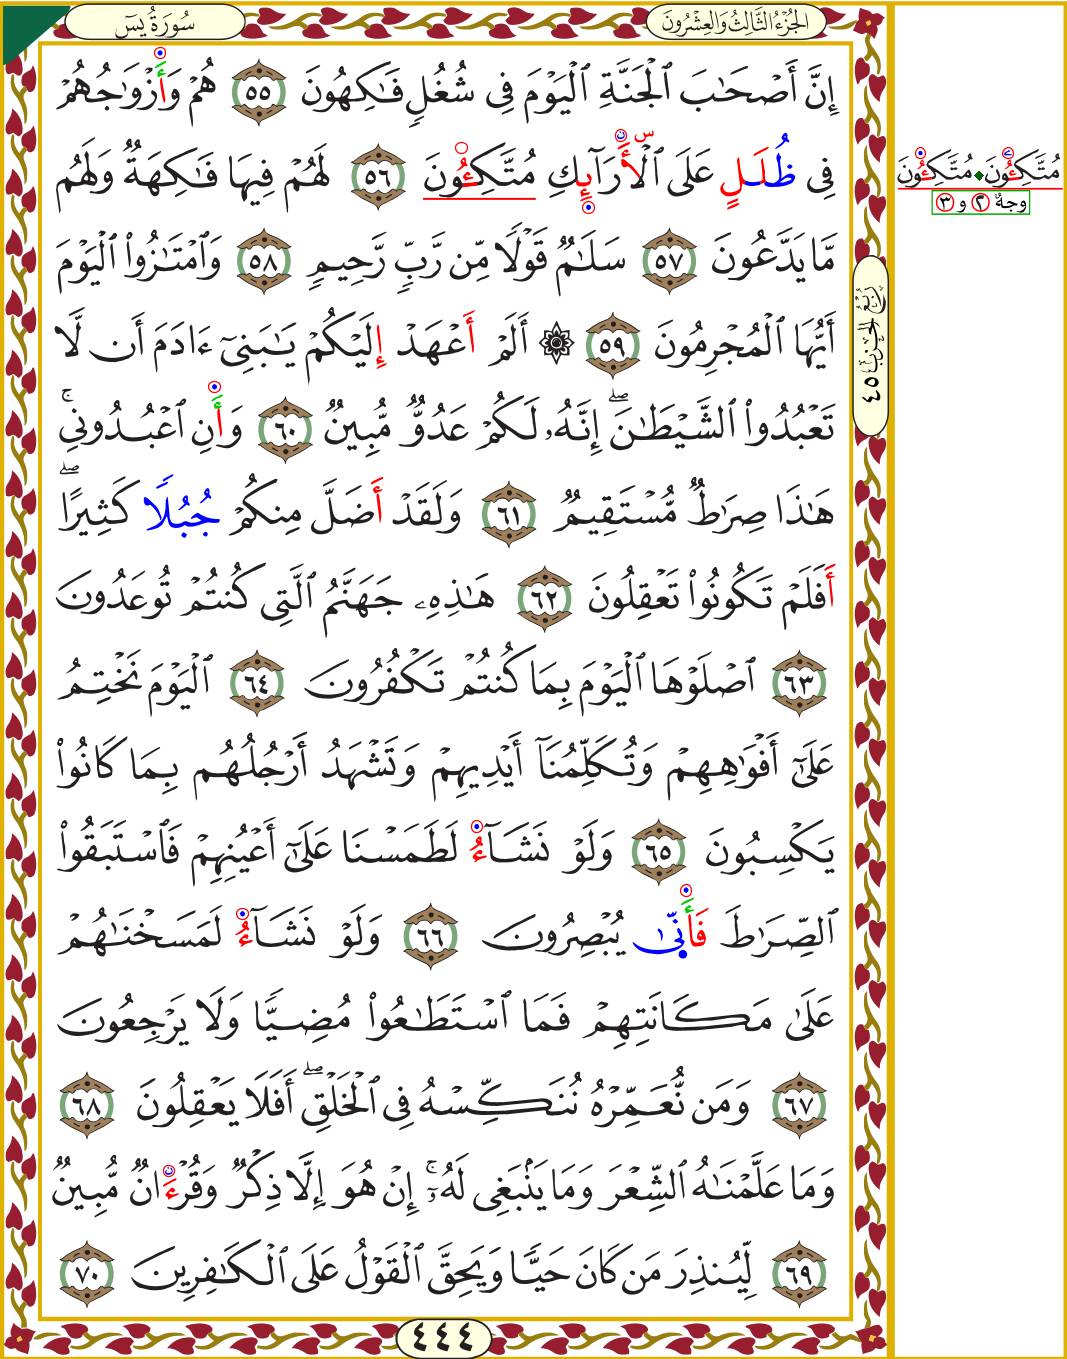 سُورَةُ يسٓ
الجُزْءُ الثَّالِثُ وَالعِشْرُونَ
إِنَّ أَصْحَٰبَ ٱلْجَنَّةِ ٱلْيَوْمَ فِى شُغُلٍ فَٰكِهُونَ ٥٥ هُمْ وَأَزْوَٰجُهُمْ
فِى ظُلَلٍ عَلَى ٱلْأَرَآئِكِ مُتَّكِـُٔونَ ٥٦ لَهُمْ فِيهَا فَٰكِهَةٌ وَلَهُم
مَّا يَدَّعُونَ ٥٧ سَلَٰمٌ قَوْلًا مِّن رَّبٍّ رَّحِيمٍ ٥٨ وَٱمْتَٰزُوا۟ ٱلْيَوْمَ
أَيُّهَا ٱلْمُجْرِمُونَ ٥٩ ۞ أَلَمْ أَعْهَدْ إِلَيْكُمْ يَٰبَنِىٓ ءَادَمَ أَن لَّا
تَعْبُدُوا۟ ٱلشَّيْطَٰنَ ۖ إِنَّهُۥ لَكُمْ عَدُوٌّ مُّبِينٌ ٦٠ وَأَنِ ٱعْبُدُونِى ۚ
هَٰذَا صِرَٰطٌ مُّسْتَقِيمٌ ٦١ وَلَقَدْ أَضَلَّ مِنكُمْ جُبُلًا كَثِيرًا ۖ
أَفَلَمْ تَكُونُوا۟ تَعْقِلُونَ ٦٢ هَٰذِهِۦ جَهَنَّمُ ٱلَّتِى كُنتُمْ تُوعَدُونَ
٦٣ ٱصْلَوْهَا ٱلْيَوْمَ بِمَا كُنتُمْ تَكْفُرُونَ ٦٤ ٱلْيَوْمَ نَخْتِمُ
عَلَىٰٓ أَفْوَٰهِهِمْ وَتُكَلِّمُنَآ أَيْدِيهِمْ وَتَشْهَدُ أَرْجُلُهُم بِمَا كَانُوا۟
يَكْسِبُونَ ٦٥ وَلَوْ نَشَآءُ لَطَمَسْنَا عَلَىٰٓ أَعْيُنِهِمْ فَٱسْتَبَقُوا۟
ٱلصِّرَٰطَ فَأَنَّىٰ يُبْصِرُونَ ٦٦ وَلَوْ نَشَآءُ لَمَسَخْنَٰهُمْ
عَلَىٰ مَكَانَتِهِمْ فَمَا ٱسْتَطَٰعُوا۟ مُضِيًّا وَلَا يَرْجِعُونَ
٦٧ وَمَن نُّعَمِّرْهُ نُنَكِّسْهُ فِى ٱلْخَلْقِ ۖ أَفَلَا يَعْقِلُونَ ٦٨
وَمَا عَلَّمْنَٰهُ ٱلشِّعْرَ وَمَا يَنۢبَغِى لَهُۥٓ ۚ إِنْ هُوَ إِلَّا ذِكْرٌ وَقُرْءَانٌ مُّبِينٌ
٦٩ لِّيُنذِرَ مَن كَانَ حَيًّا وَيَحِقَّ ٱلْقَوْلُ عَلَى ٱلْكَٰفِرِينَ ٧٠
٤٤٤
مُتَّكِـُٔونَ ♦ مُتَّكِـُٔونَ
وجهٌ ٢ و ٣
رُبْعُ الحِزْبِ ٤٥